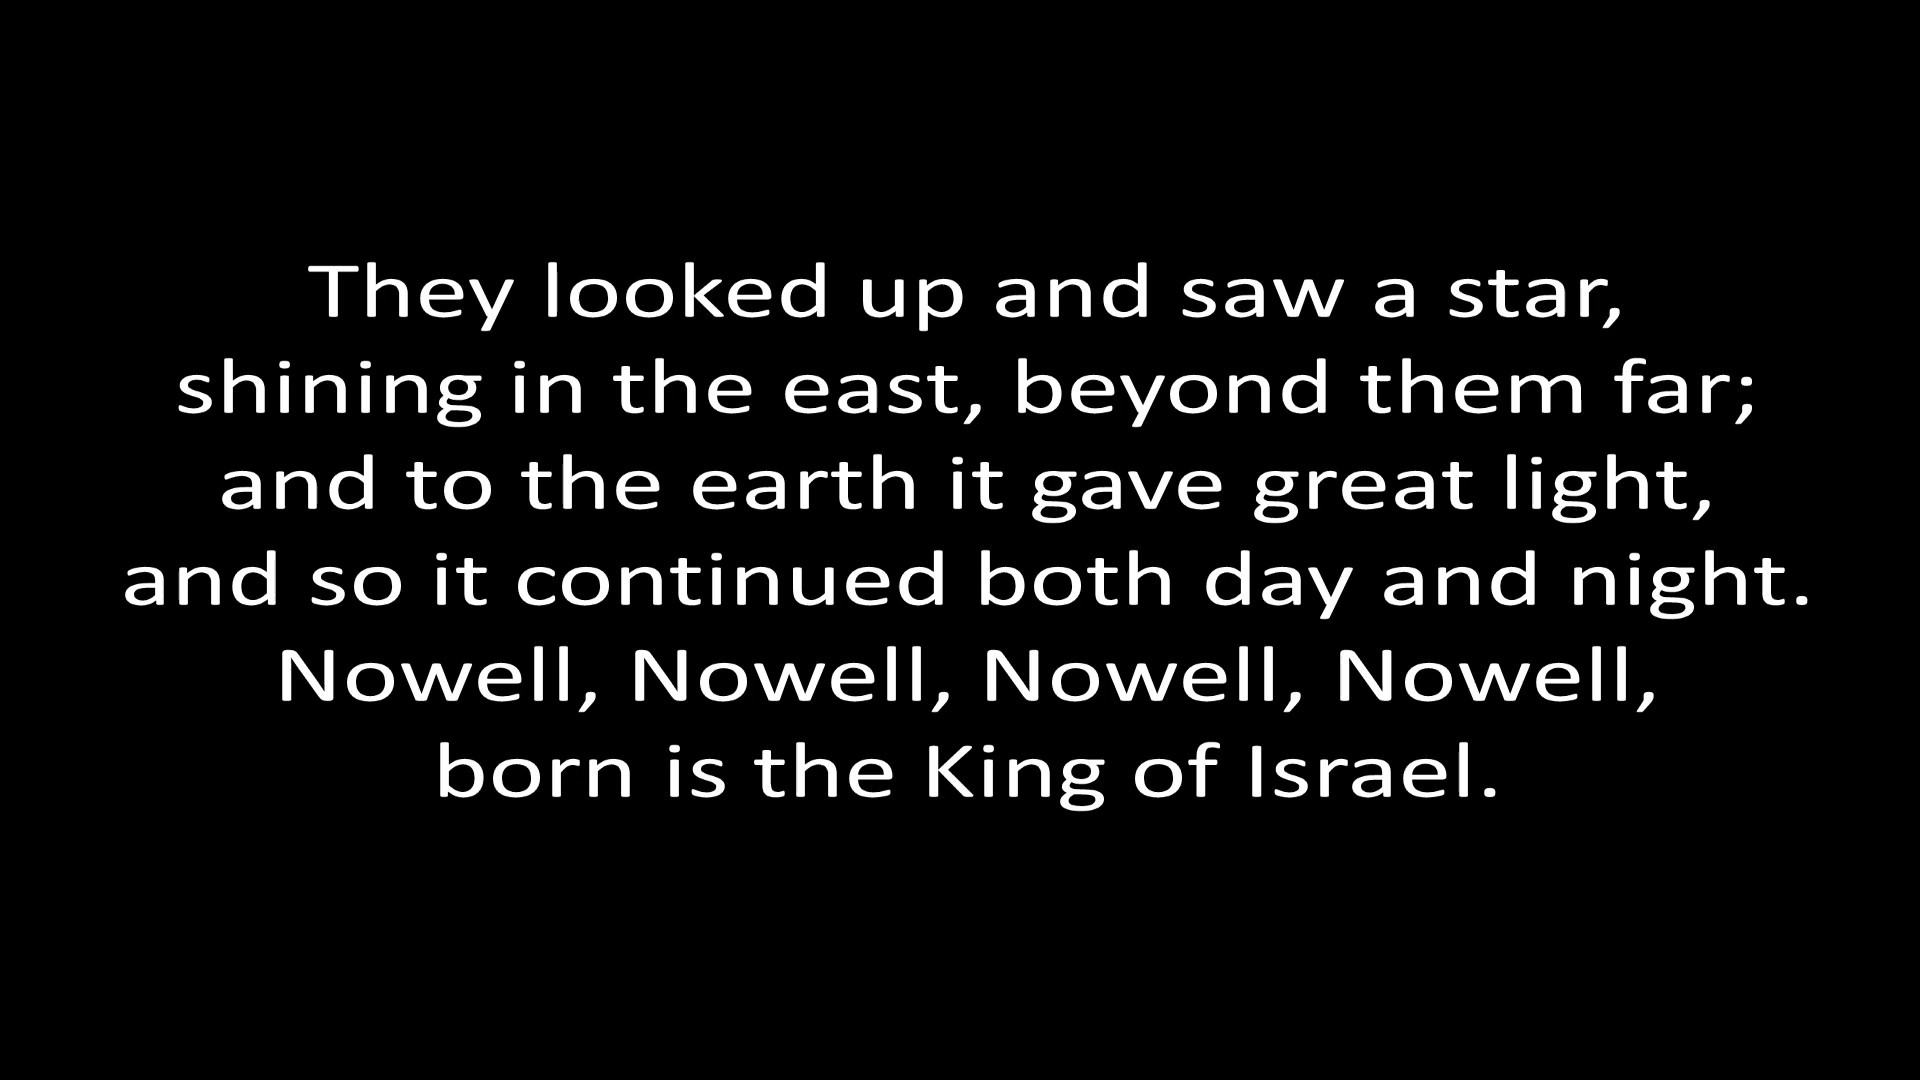 They looked up and saw a star,
shining in the east, beyond them far;
and to the earth it gave great light,
and so it continued both day and night.
Nowell, Nowell, Nowell, Nowell,
born is the King of Israel.